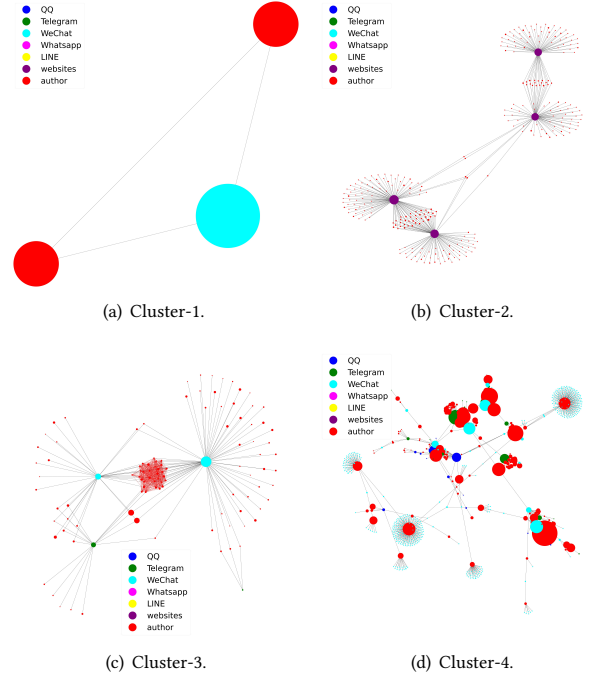 QQ
Telegram
WeChat
Whatsapp
LINE
websites
author
(a) Cluster-1.
QQ
Telegram
WeChat
Whatsapp
LINE
websites
author
(b) Cluster-2.
QQ
Telegram
WeChat
Whatsapp
LINE
websites
author
(c) Cluster-3.
QQ
Telegram
WeChat
Whatsapp
LINE
websites
author
(d) Cluster-4.